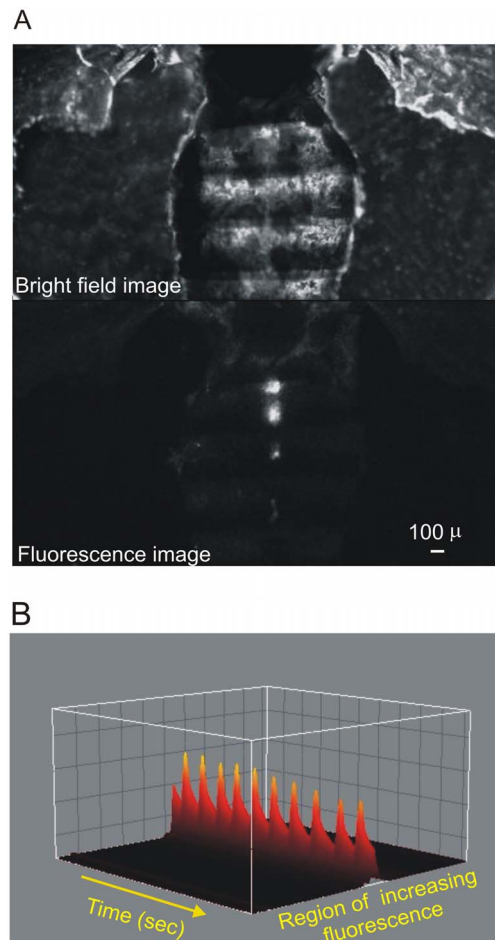 A
Bright field image
Fluorescence image
100 μ
B
Time (sec)
Region of increasing
fluorescence